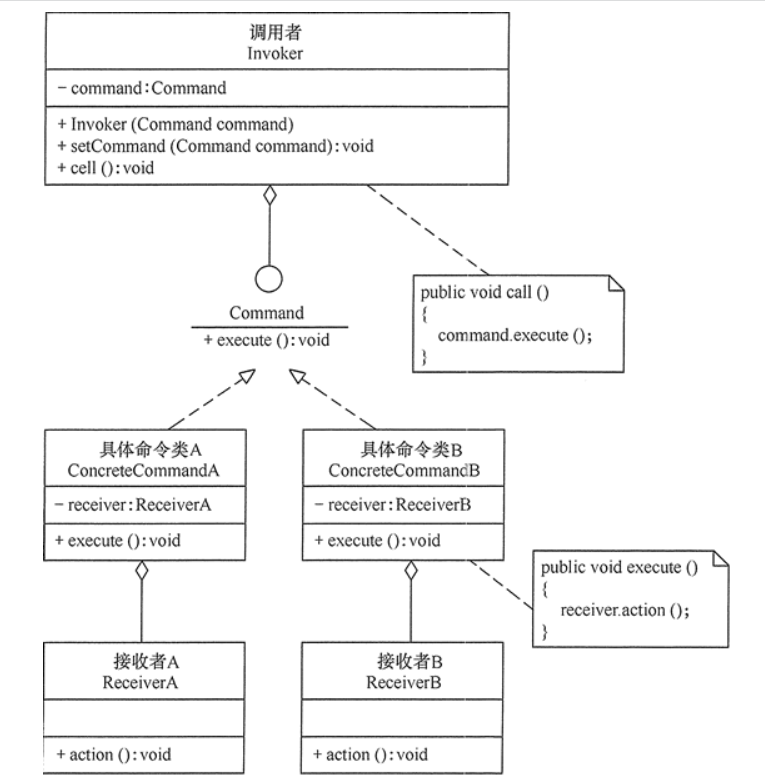 调用者
Invoker
- command:Command
+ Invoker (Command command)
+ setCommand (Command command):void
+ cell ():void
public void call ()
{
command.execute ();
}
Command
+ execute ():void
具体命令类A
ConcreteCommandA
- receiver:ReceiverA
+ execute ():void
具体命令类B
ConcreteCommandB
- receiver:ReceiverB
+ execute ():void
public void execute ()
{
receiver.action ();
}
接收者A
ReceiverA
+ action ():void
接收者B
ReceiverB
+ action ():void